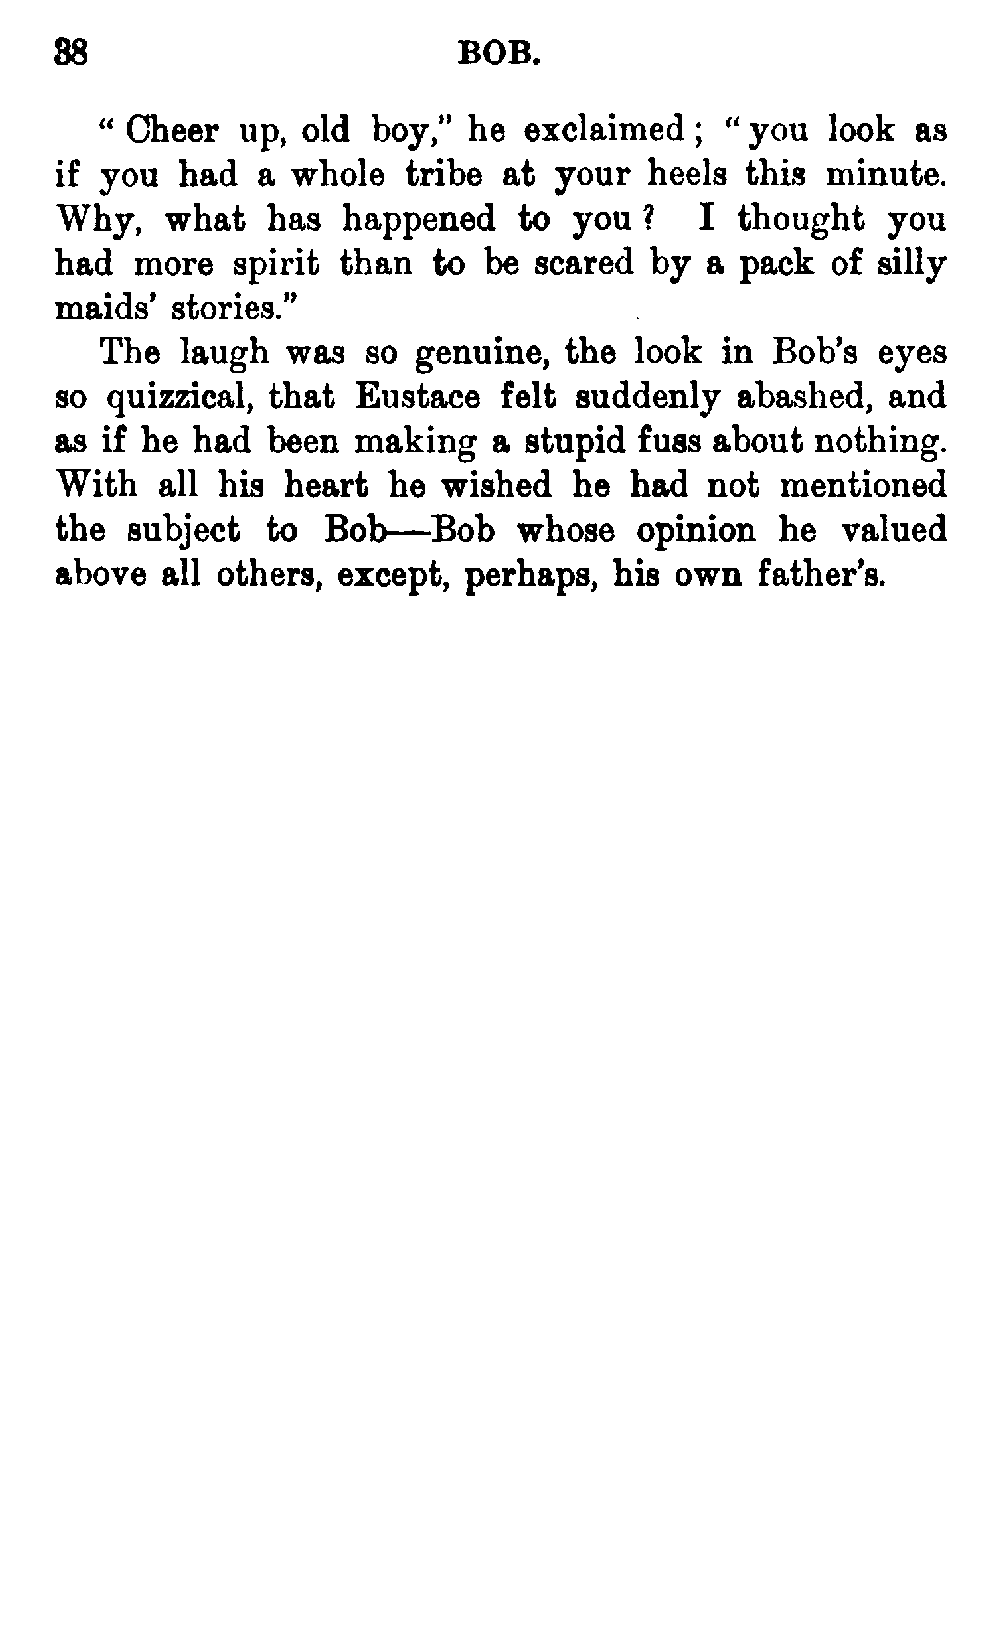 38 BOB.
“ Cheer up, old boy,” he exclaimed ; “ you look as
if you had a whole tribe at your heels this minute.
Why, what has happened to you ? I thought you
had more spirit than to be scared by a pack of silly
maids’ stories.”
The laugh was so genuine, the look in Bob’s eyes
so quizzical, that Eustace felt suddenly abashed, and
as if he had been making a stupid fuss about nothing.
With all his heart he wished he had not mentioned
the subject to Bob—Bob whose opinion he valued
above all others, except, perhaps, his own father’s.